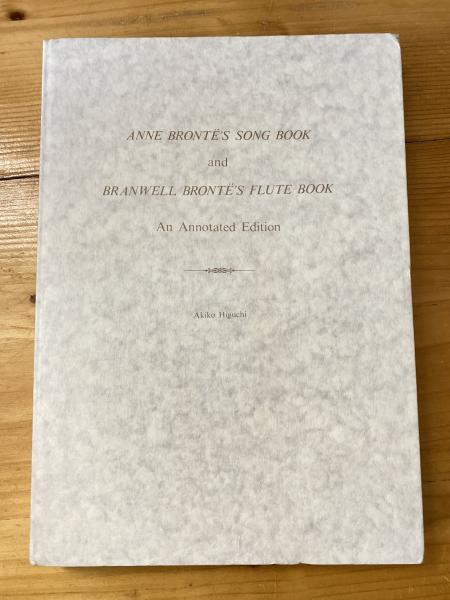 ANNE BRONTË'S SONG BOOK
and
BRANWELL BRONTË'S FLUTE BOOK
An Annotated Edition
Akiko Higuchi